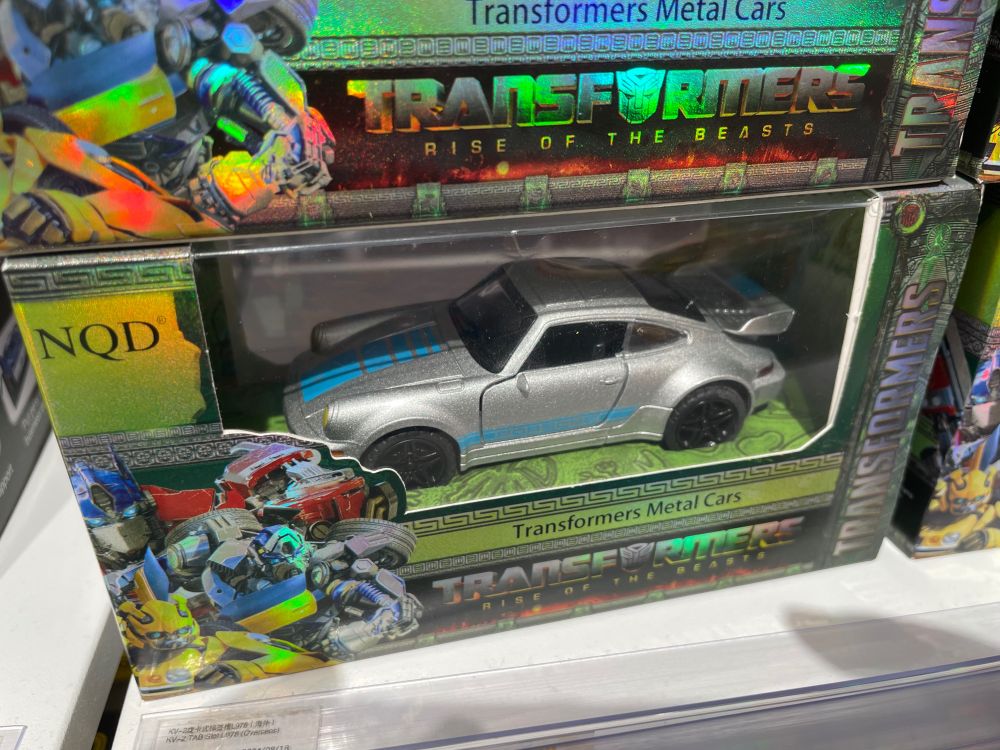 Transformers Metal Cars
TRANSFORMERS
RISE OF THE BEASTS
TRANS
NQD®
TRANSFORMERS
Transformers Metal Cars
TRANSFORMERS
RISE OF THE BEASTS